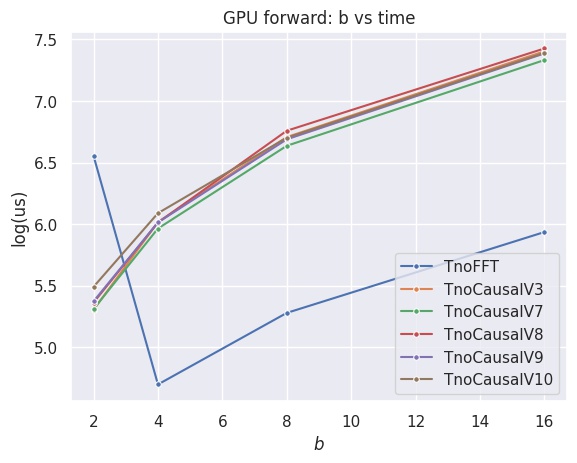 GPU forward: b vs time
log(us)
7.5
7.0
6.5
6.0
5.5
5.0
2
4
6
8
10
12
14
16
b
TnoFFT
TnoCausalV3
TnoCausalV7
TnoCausalV8
TnoCausalV9
TnoCausalV10